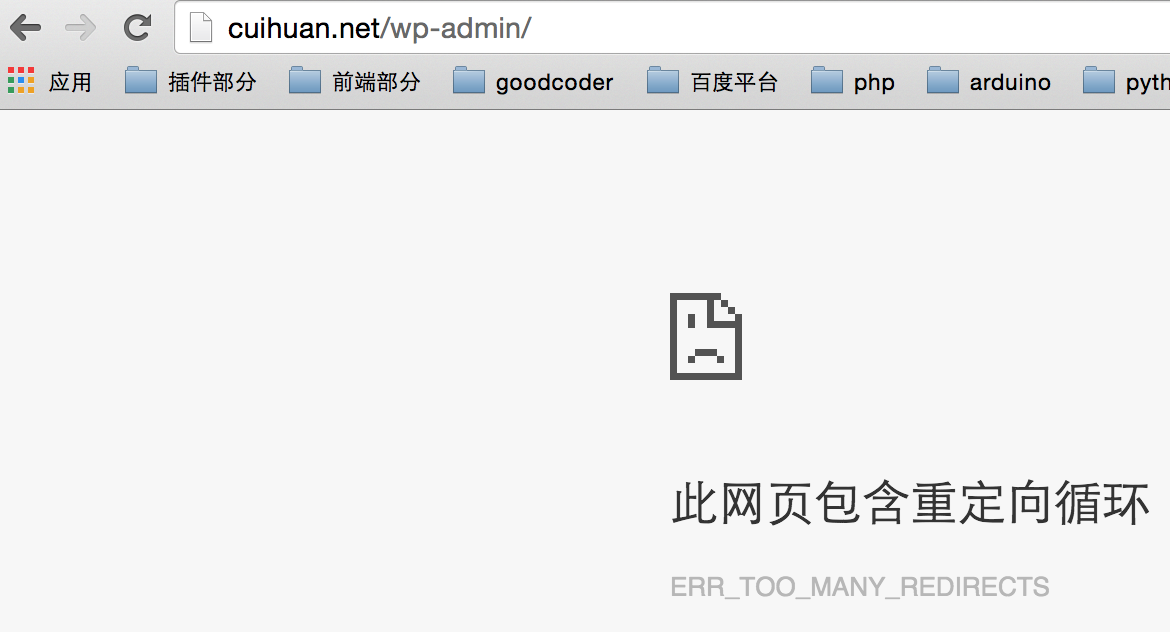 cuihuan.net/wp-admin/
应用 插件部分 前端部分 goodcoder 百度平台 php arduino pyth
此网页包含重定向循环
ERR_TOO_MANY_REDIRECTS